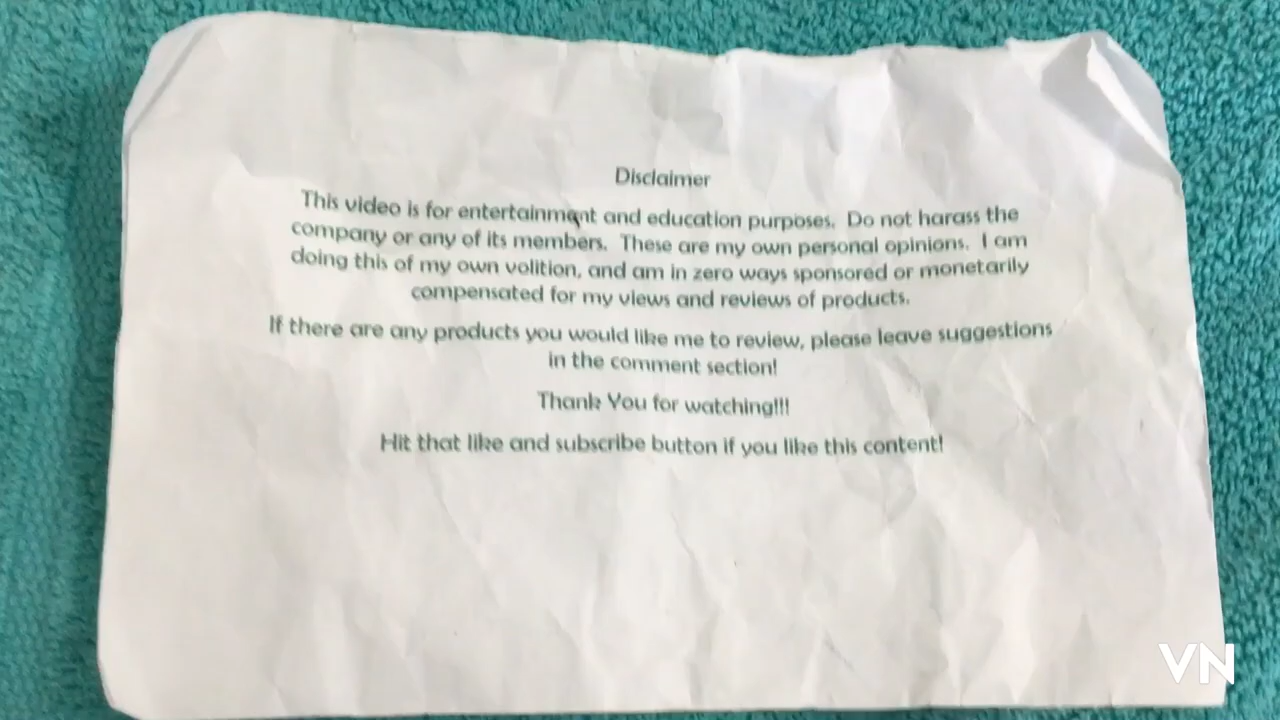 Disclaimer
This video is for entertainment and education purposes. Do not harass the
company or any of its members. These are my own personal opinions. I am
doing this of my own volition, and am in zero ways sponsored or monetarily
compensated for my views and reviews of products.
If there are any products you would like me to review, please leave suggestions
in the comment section!
Thank You for watching!!!
Hit that like and subscribe button if you like this content!
VN